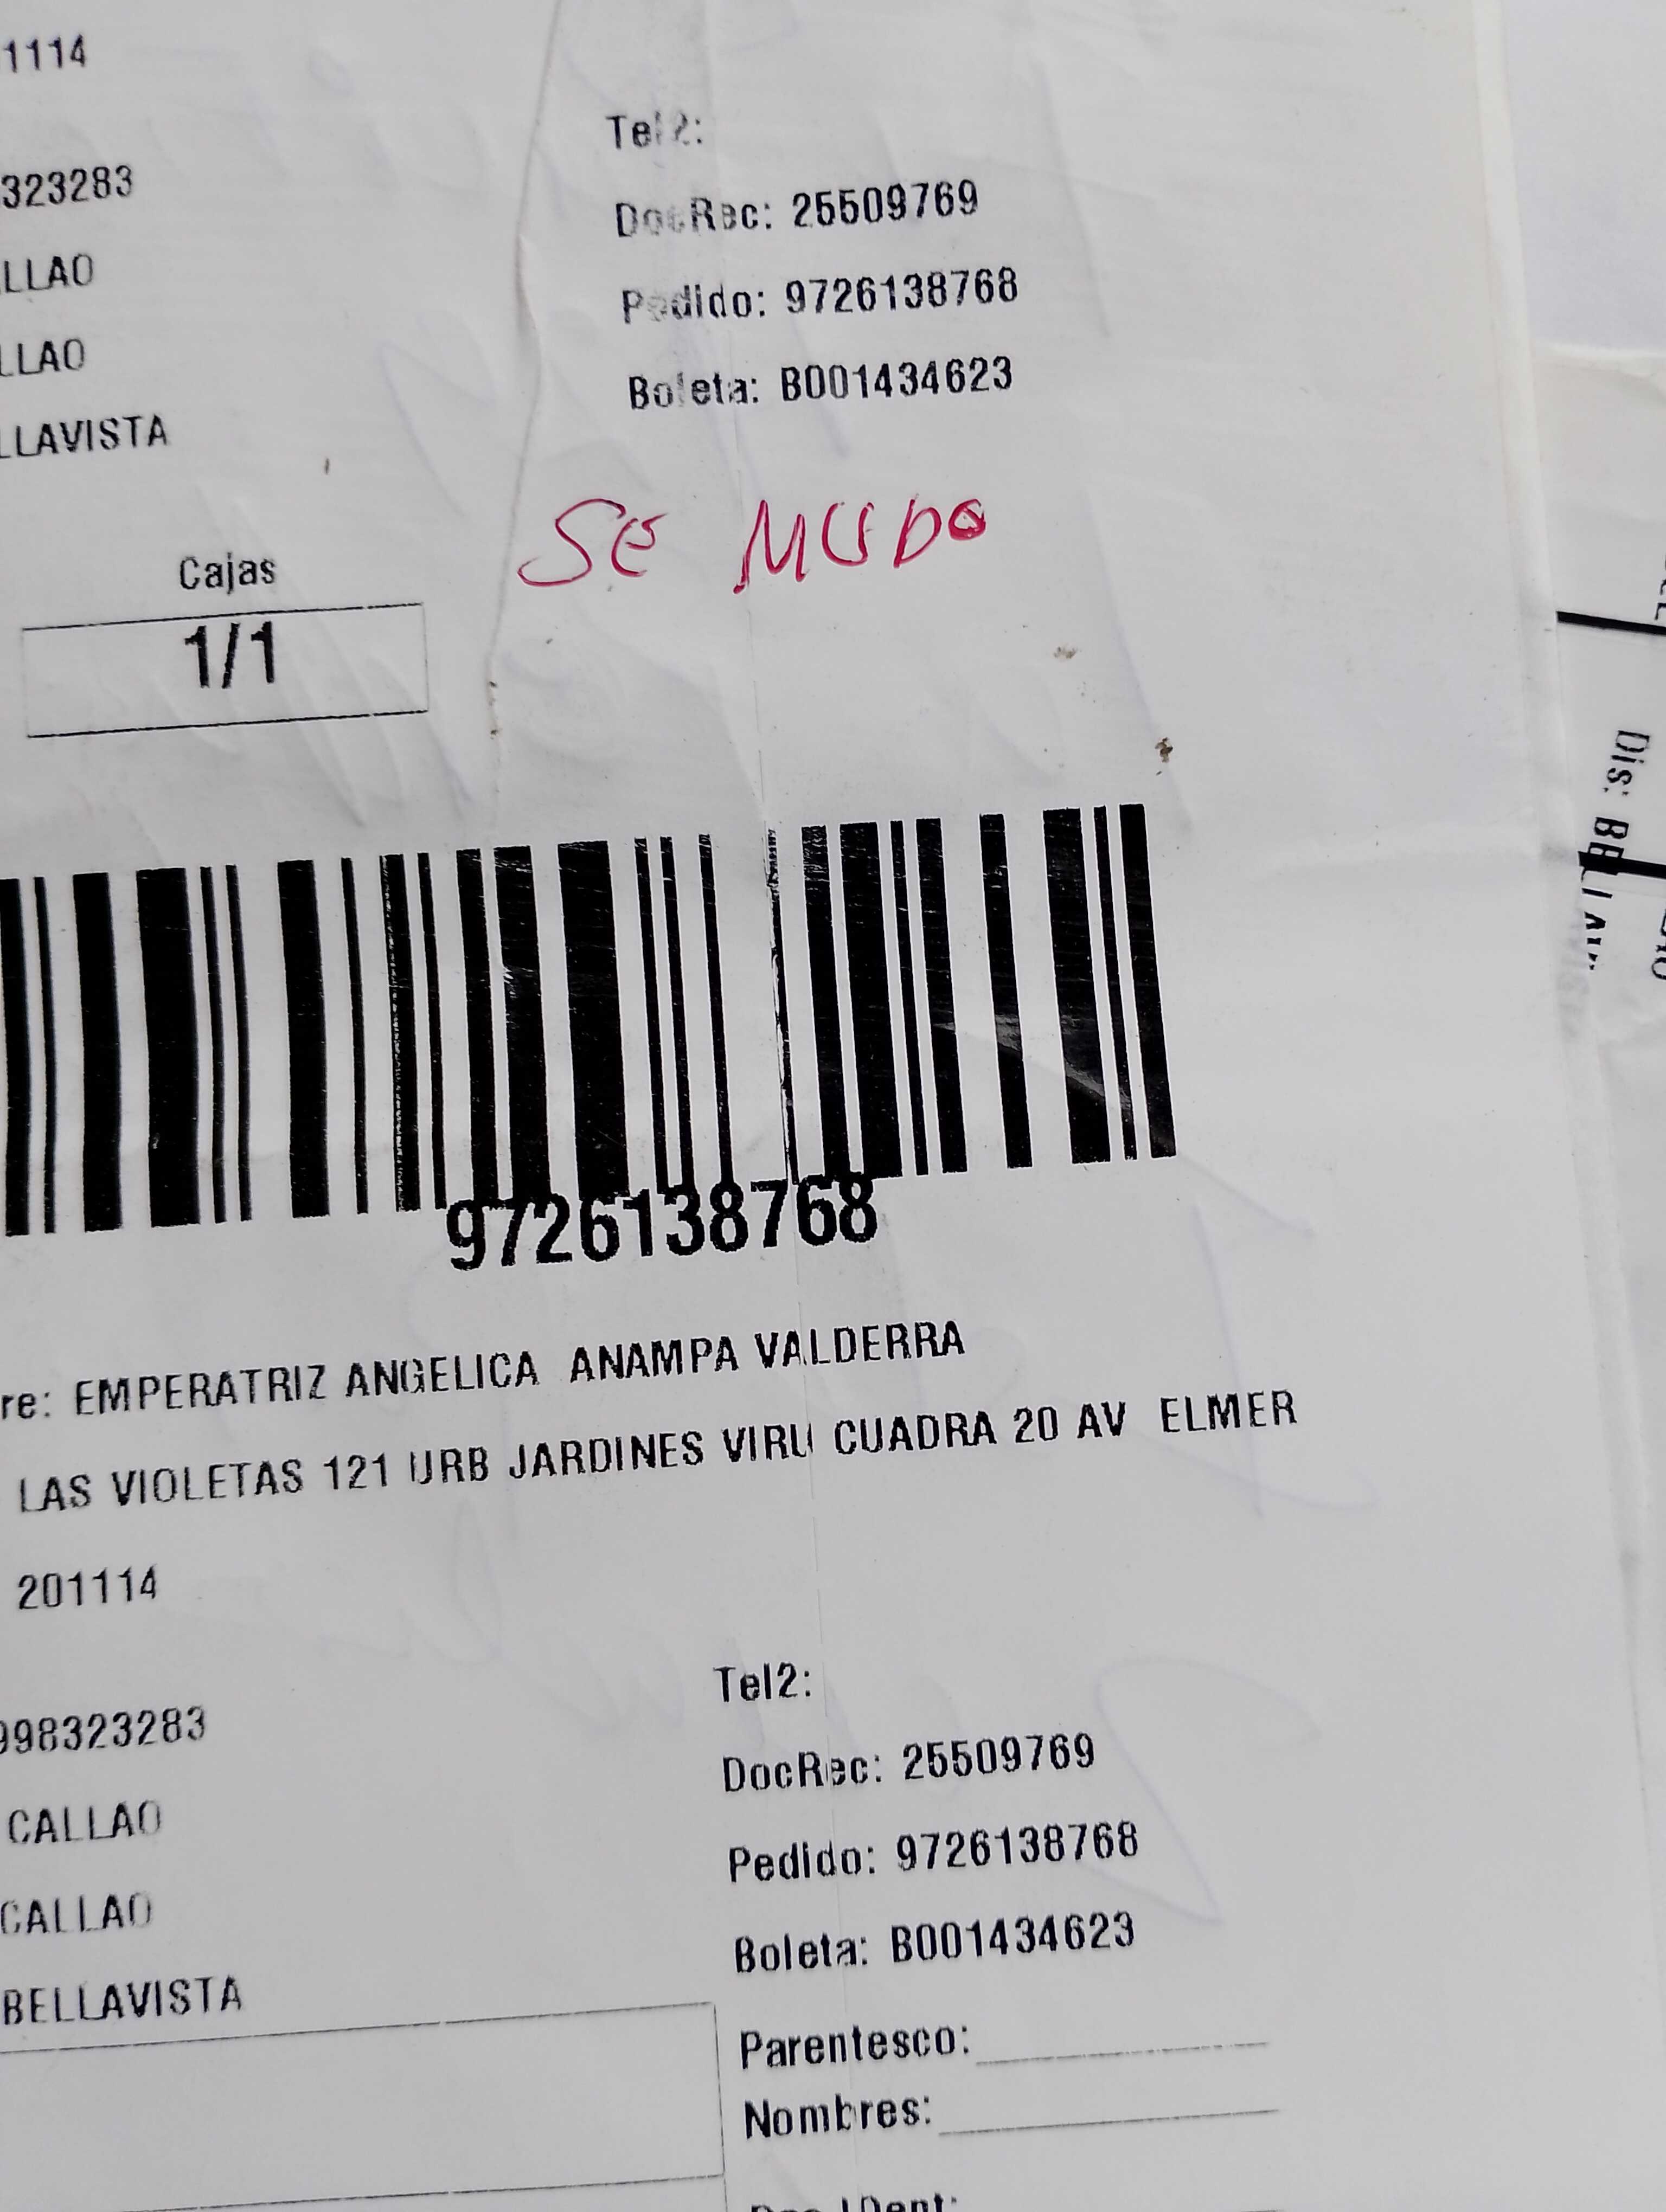 1114
Tel2:
323283
DocRec: 25509769
LLAO
Pedido: 9726138768
LLAO
Boleta: B001434623
LLAVISTA
SE MUDO
Cajas
1/1
9726138768
re: EMPERATRIZ ANGELICA ANAMPA VALDERRA
LAS VIOLETAS 121 URB JARDINES VIRU CUADRA 20 AV ELMER
201114
Tel2:
998323283
DocRec: 25509769
CALLAO
Pedido: 9726138768
CALLAO
Boleta: B001434623
BELLAVISTA
Parentesco:
Nombres:
Dis: BELLAV